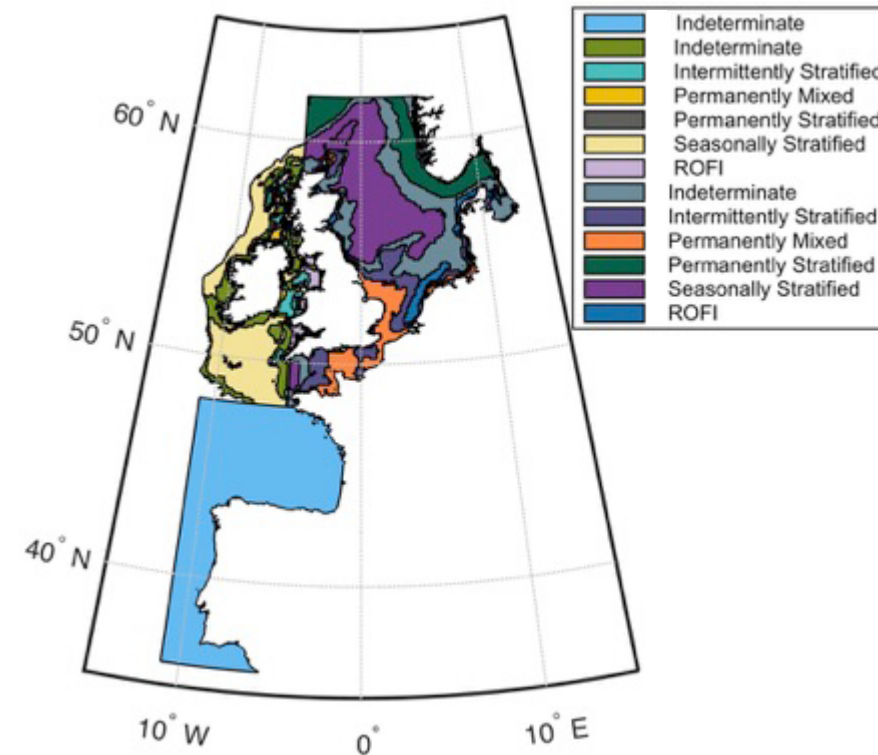 Indeterminate
Indeterminate
Intermittently Stratified
Permanently Mixed
Permanently Stratified
Seasonally Stratified
ROFI
Indeterminate
Intermittently Stratified
Permanently Mixed
Permanently Stratified
Seasonally Stratified
ROFI
60° N
50° N
40° N
10° W
0°
10° E